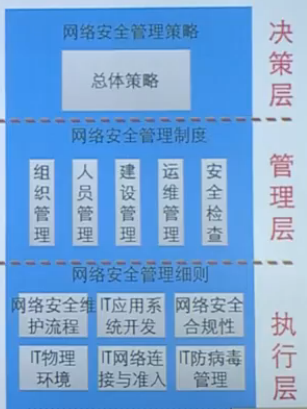 网络安全管理策略
总体策略
决策层
网络安全管理制度
组织管理
人员管理
建设管理
运维管理
安全检查
管理层
网络安全管理细则
网络安全维
护流程
IT应用系
统开发
网络安全
合规性
IT物理
环境
IT网络连
接与准入
IT防病毒
管理
执行层